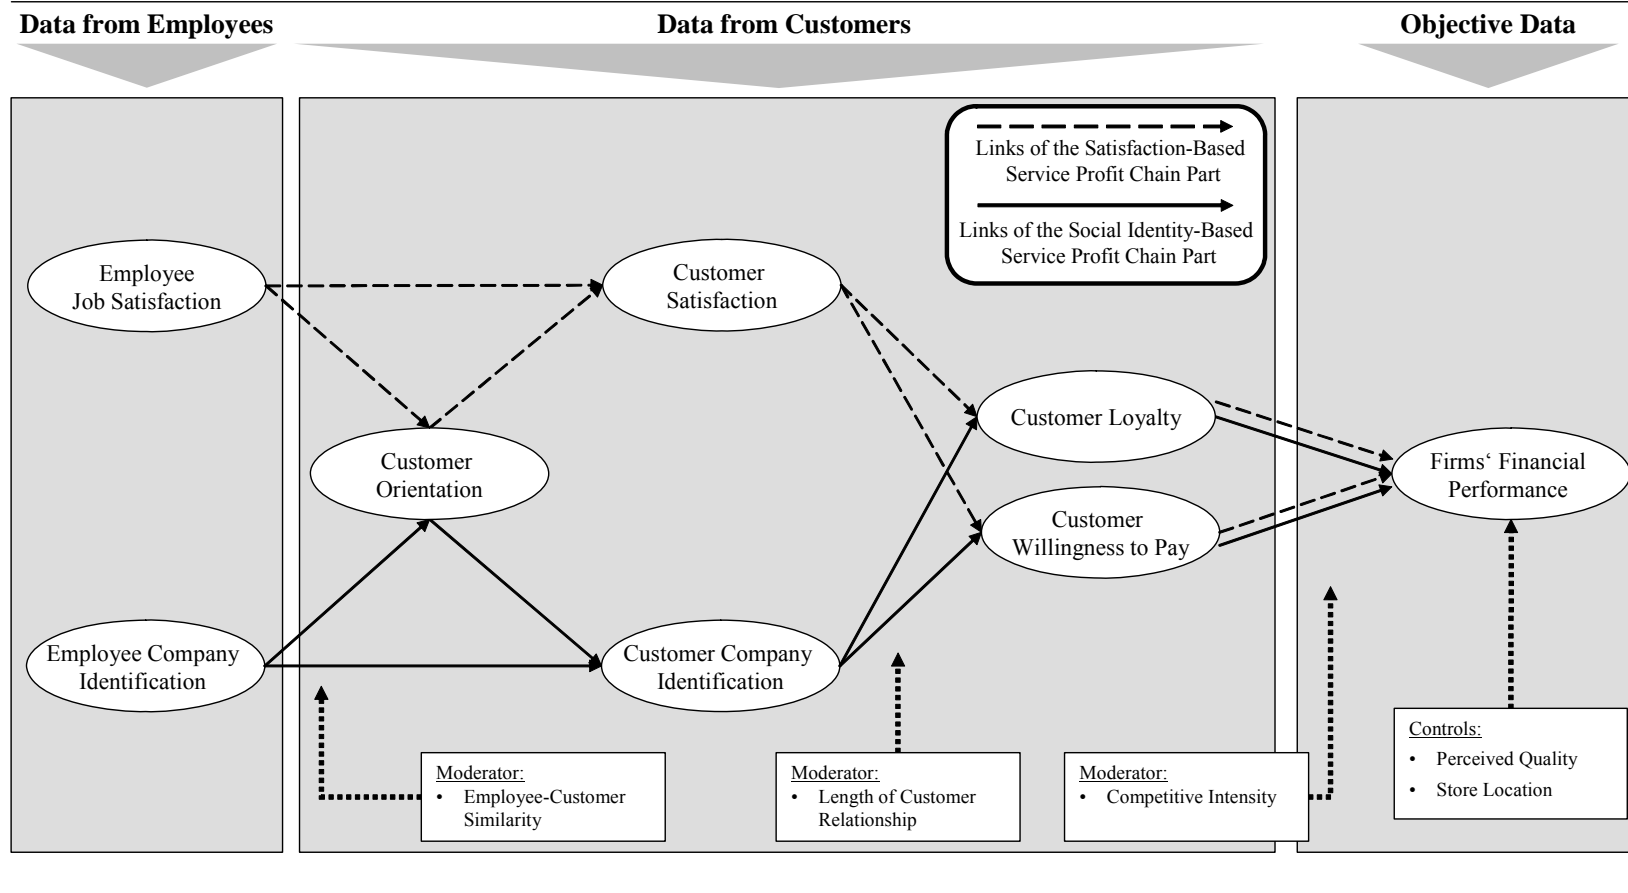 Data from Employees
Data from Customers
Objective Data
Links of the Satisfaction-Based
Service Profit Chain Part
Links of the Social Identity-Based
Service Profit Chain Part
Employee
Job Satisfaction
Customer
Satisfaction
Customer Loyalty
Customer
Orientation
Firms‘ Financial
Performance
Customer
Willingness to Pay
Employee Company
Identification
Customer Company
Identification
Moderator:
• Employee-Customer
Similarity
Moderator:
• Length of Customer
Relationship
Moderator:
• Competitive Intensity
Controls:
• Perceived Quality
• Store Location